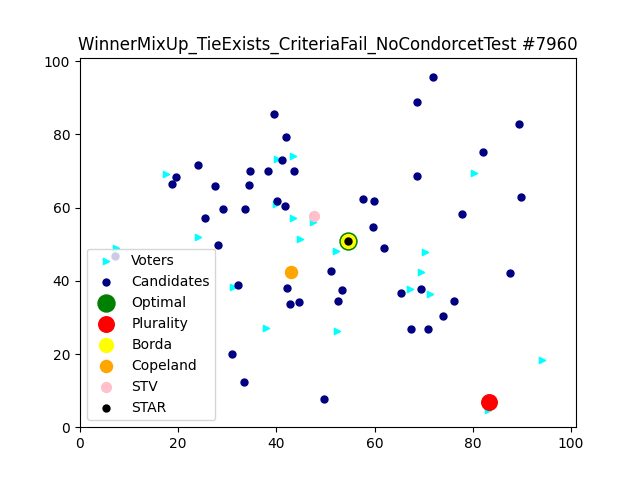 WinnerMixUp_TieExists_CriteriaFail_NoCondorcetTest #7960
100
80
60
40
20
0
Voters
Candidates
Optimal
Plurality
Borda
Copeland
STV
STAR
0 20 40 60 80 100